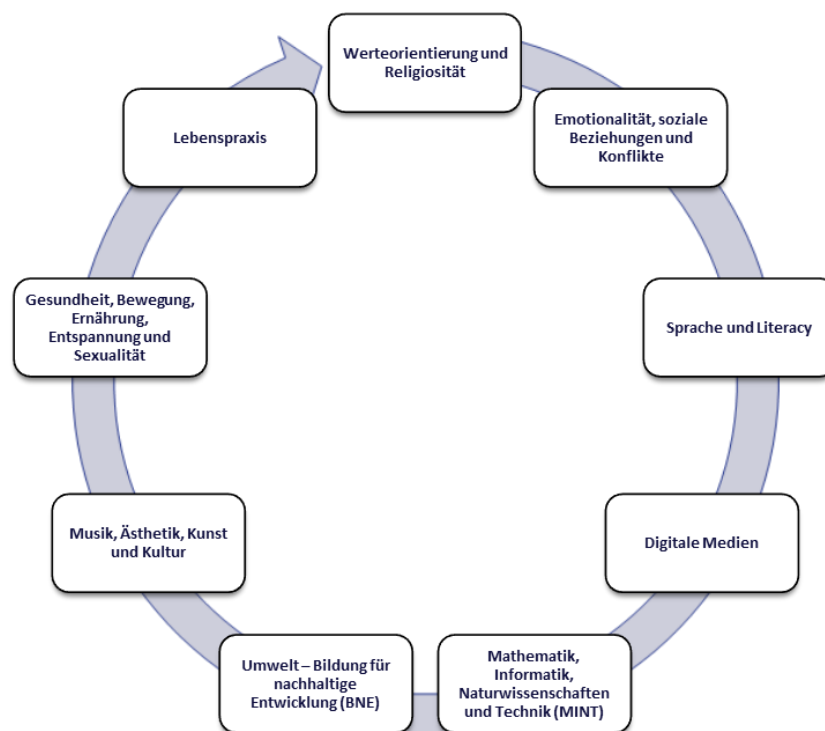 Werteorientierung und
Religiosität
Emotionalität, soziale
Beziehungen und
Konflikte
Sprache und Literacy
Digitale Medien
Mathematik,
Informatik,
Naturwissenschaften
und Technik (MINT)
Umwelt – Bildung für
nachhaltige
Entwicklung (BNE)
Musik, Ästhetik, Kunst
und Kultur
Gesundheit, Bewegung,
Ernährung,
Entspannung und
Sexualität
Lebenspraxis